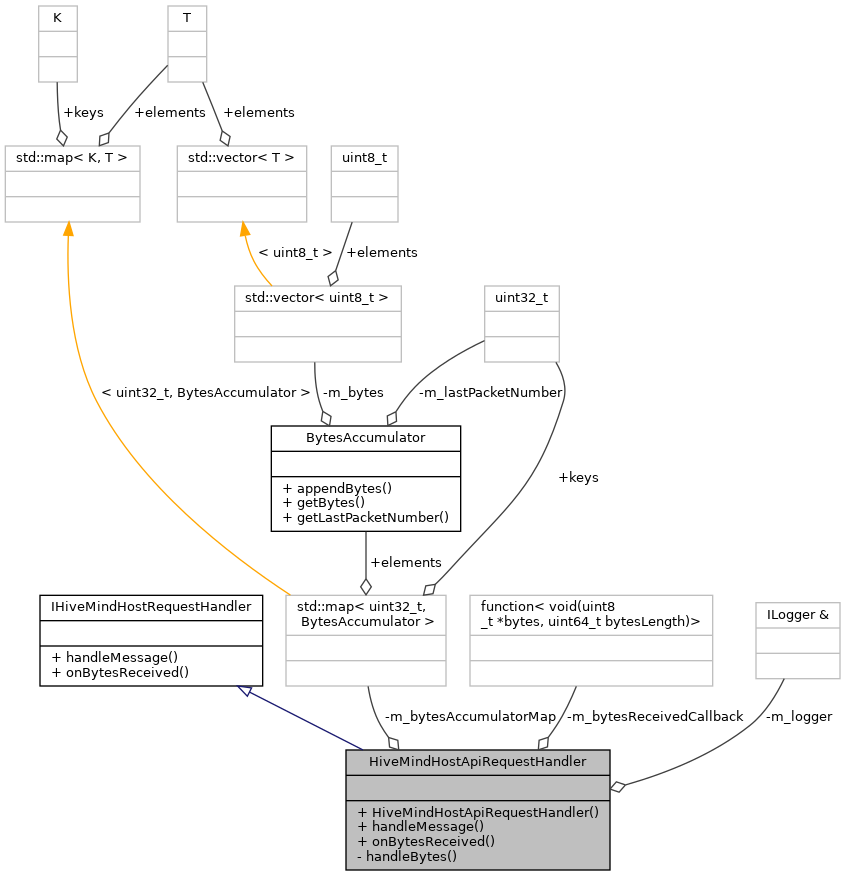 K
T
+keys
+elements
+elements
std::map< K, T >
std::vector< T >
uint8_t
< uint8_t >
+elements
std::vector< uint8_t >
uint32_t
< uint32_t, BytesAccumulator >
-m_bytes
-m_lastPacketNumber
BytesAccumulator
+ appendBytes()
+ getBytes()
+ getLastPacketNumber()
+keys
+elements
IHiveMindHostRequestHandler
+ handleMessage()
+ onBytesReceived()
std::map< uint32_t,
BytesAccumulator >
function< void(uint8
_t *bytes, uint64_t bytesLength)>
ILogger &
-m_bytesAccumulatorMap
-m_bytesReceivedCallback
-m_logger
HiveMindHostApiRequestHandler
+ HiveMindHostApiRequestHandler()
+ handleMessage()
+ onBytesReceived()
- handleBytes()